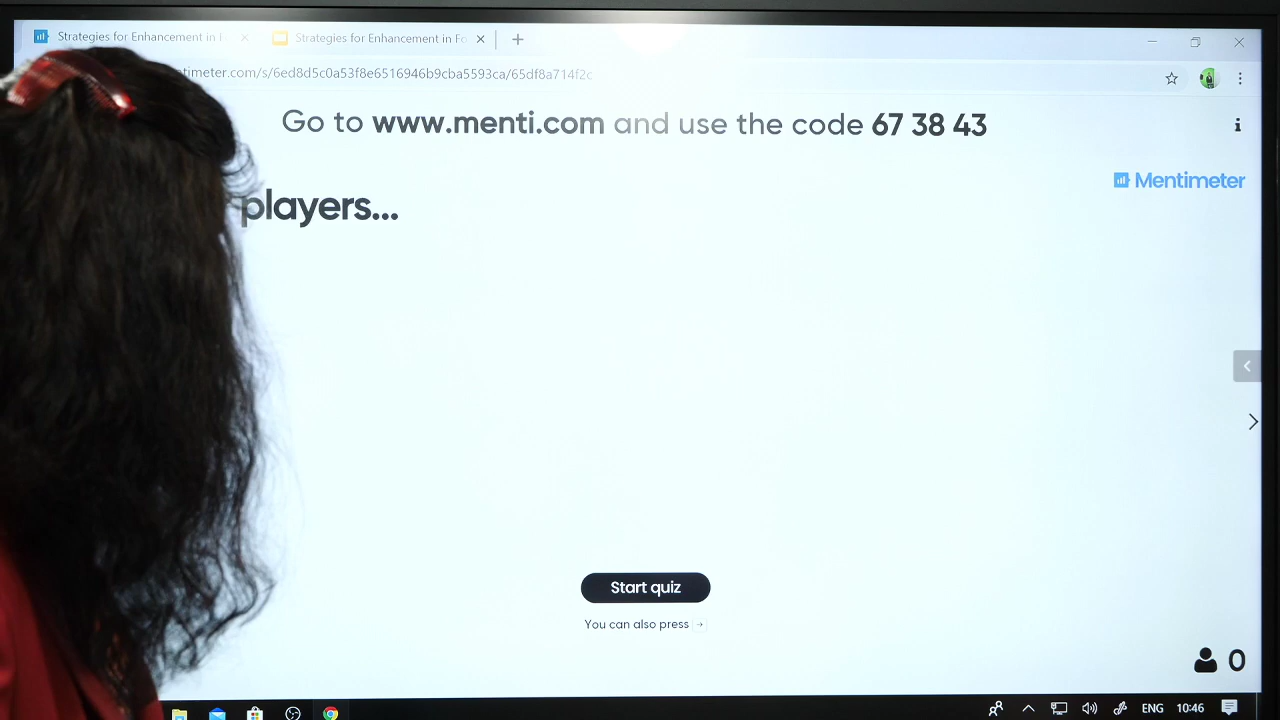 Strategies for Enhancement in
Strategies for Enhancement in Fo
timeter.com/s/6ed8d5c0a53f8e6516946b9cba5593ca/65df8a714f2c
Go to www.menti.com and use the code 67 38 43
Mentimeter
players...
Start quiz
You can also press
0
ENG 10:46